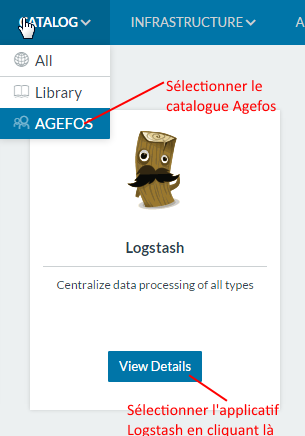 CATALOG
INFRASTRUCTURE
A
All
Library
AGEFOS
Sélectionner le
catalogue Agefos
Logstash
Centralize data processing of all types
View Details
Sélectionner l'applicatif
Logstash en cliquant là